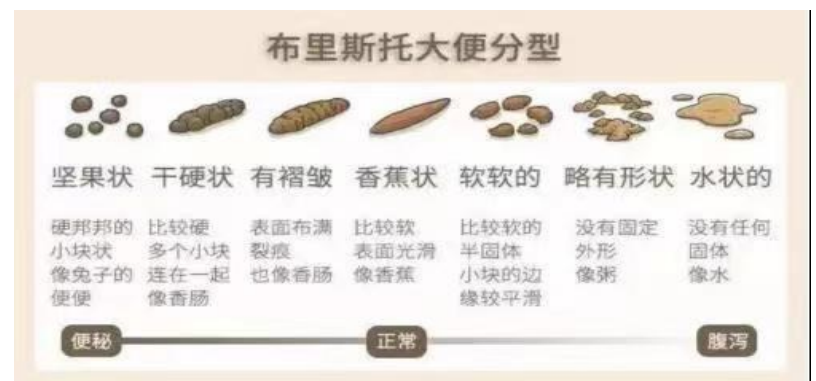 布里斯托大便分型
坚果状 干硬状 有褶皱 香蕉状 软软的 略有形状 水状的
硬邦邦的
小块状
像兔子的
便便
比较硬
多个小块
连在一起
像香肠
表面布满
裂痕
也像香肠
比较软
表面光滑
像香蕉
比较软的
半固体
小块的边
缘较平滑
没有固定
外形
像粥
没有任何
固体
像水
便秘 正常 腹泻